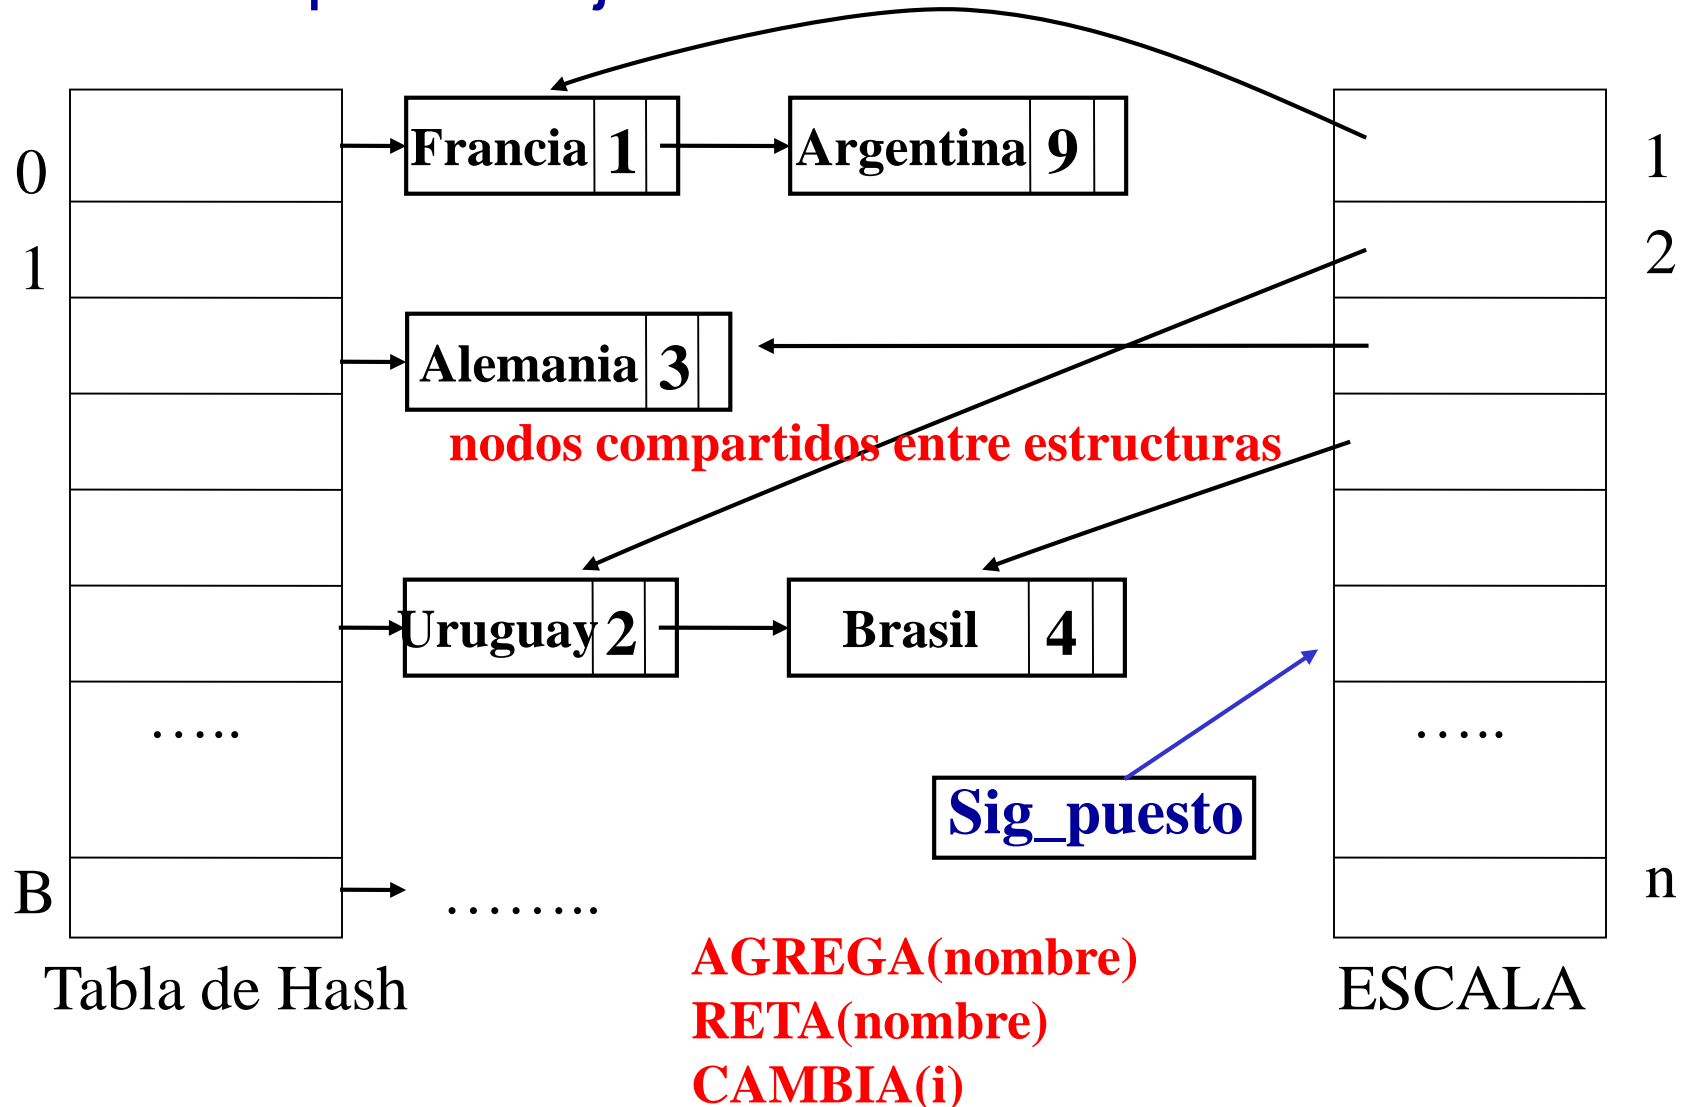 0
1
Francia 1
Argentina 9
1
2
Alemania 3
nodos compartidos entre estructuras
Uruguay 2
Brasil 4
…..
…..
Sig_puesto
B
……..
n
Tabla de Hash
AGREGA(nombre)
RETA(nombre)
CAMBIA(i)
ESCALA